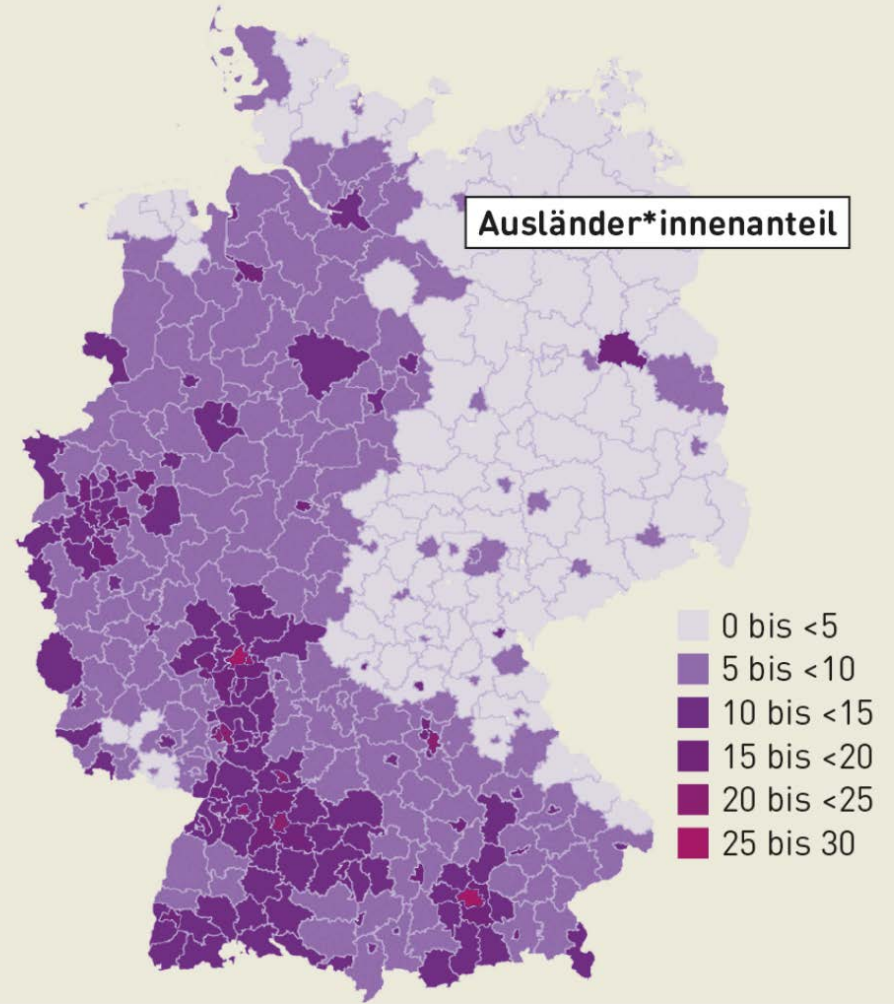 Ausländer*innenanteil
0 bis <5
5 bis <10
10 bis <15
15 bis <20
20 bis <25
25 bis 30